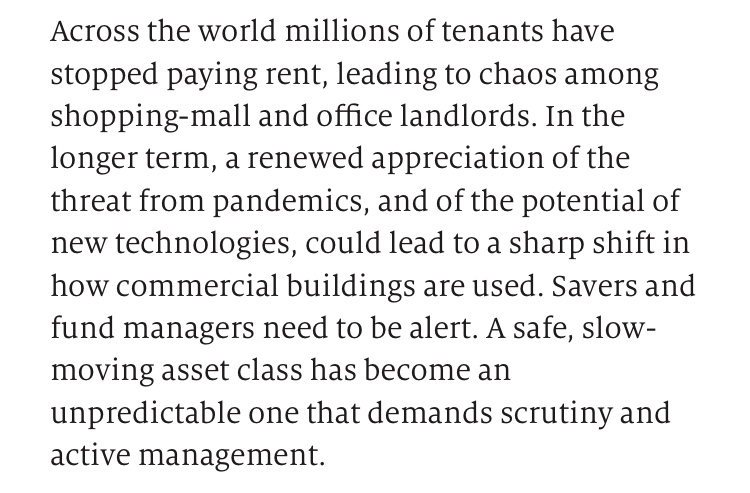 Across the world millions of tenants have
stopped paying rent, leading to chaos among
shopping-mall and office landlords. In the
longer term, a renewed appreciation of the
threat from pandemics, and of the potential of
new technologies, could lead to a sharp shift in
how commercial buildings are used. Savers and
fund managers need to be alert. A safe, slow-
moving asset class has become an
unpredictable one that demands scrutiny and
active management.